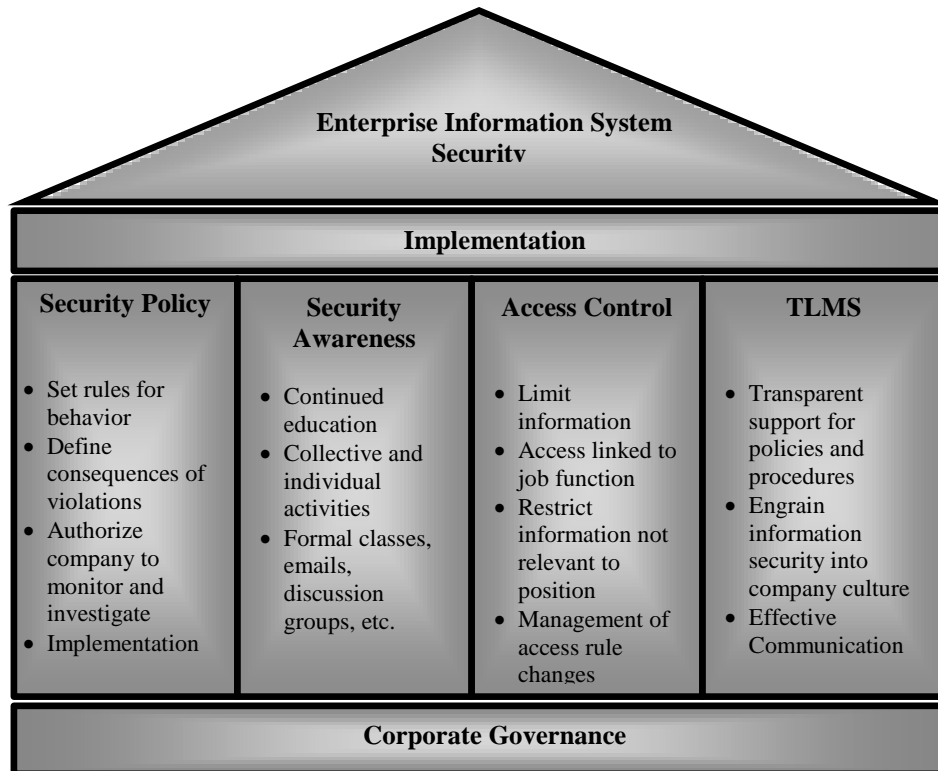 Enterprise Information System
Security
Implementation
Security Policy
• Set rules for
behavior
• Define
consequences of
violations
• Authorize
company to
monitor and
investigate
• Implementation
Security
Awareness
• Continued
education
• Collective and
individual
activities
• Formal classes,
emails,
discussion
groups, etc.
Access Control
• Limit
information
• Access linked to
job function
• Restrict
information not
relevant to
position
• Management of
access rule
changes
TLMS
• Transparent
support for
policies and
procedures
• Engrain
information
security into
company culture
• Effective
Communication
Corporate Governance